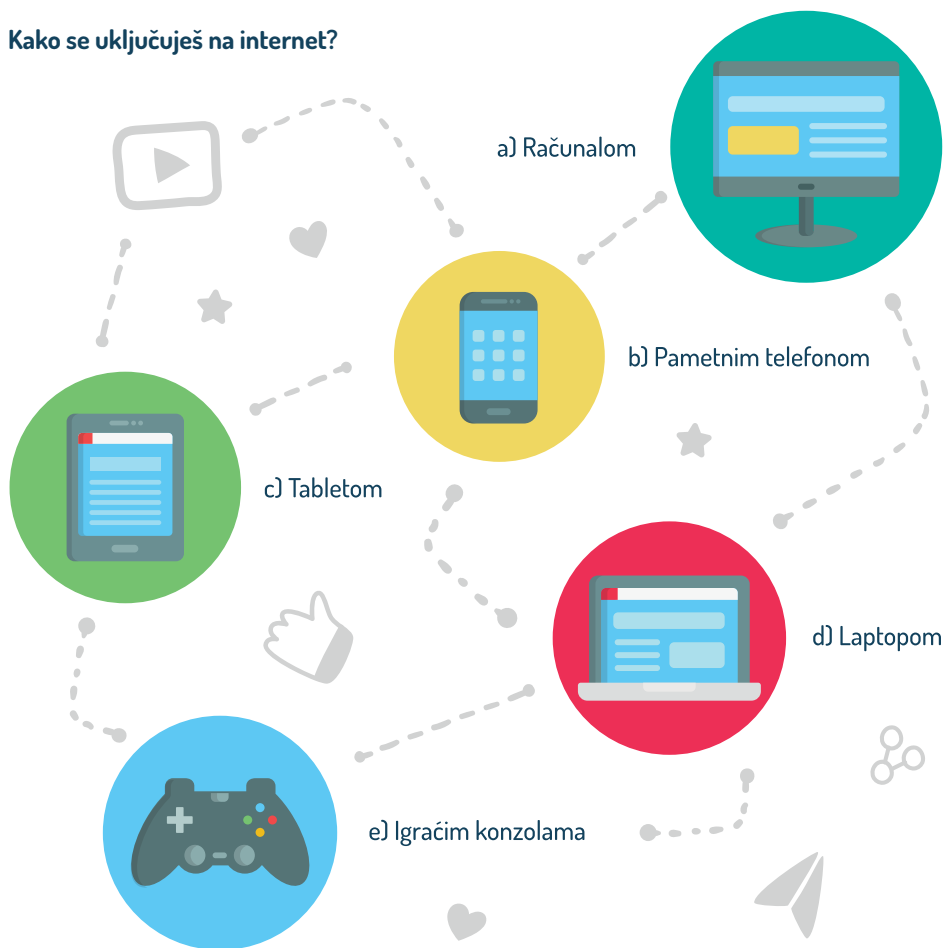 Kako se uključuješ na internet?
a) Računalom
b) Pametnim telefonom
c) Tabletom
d) Laptopom
e) Igraćim konzolama